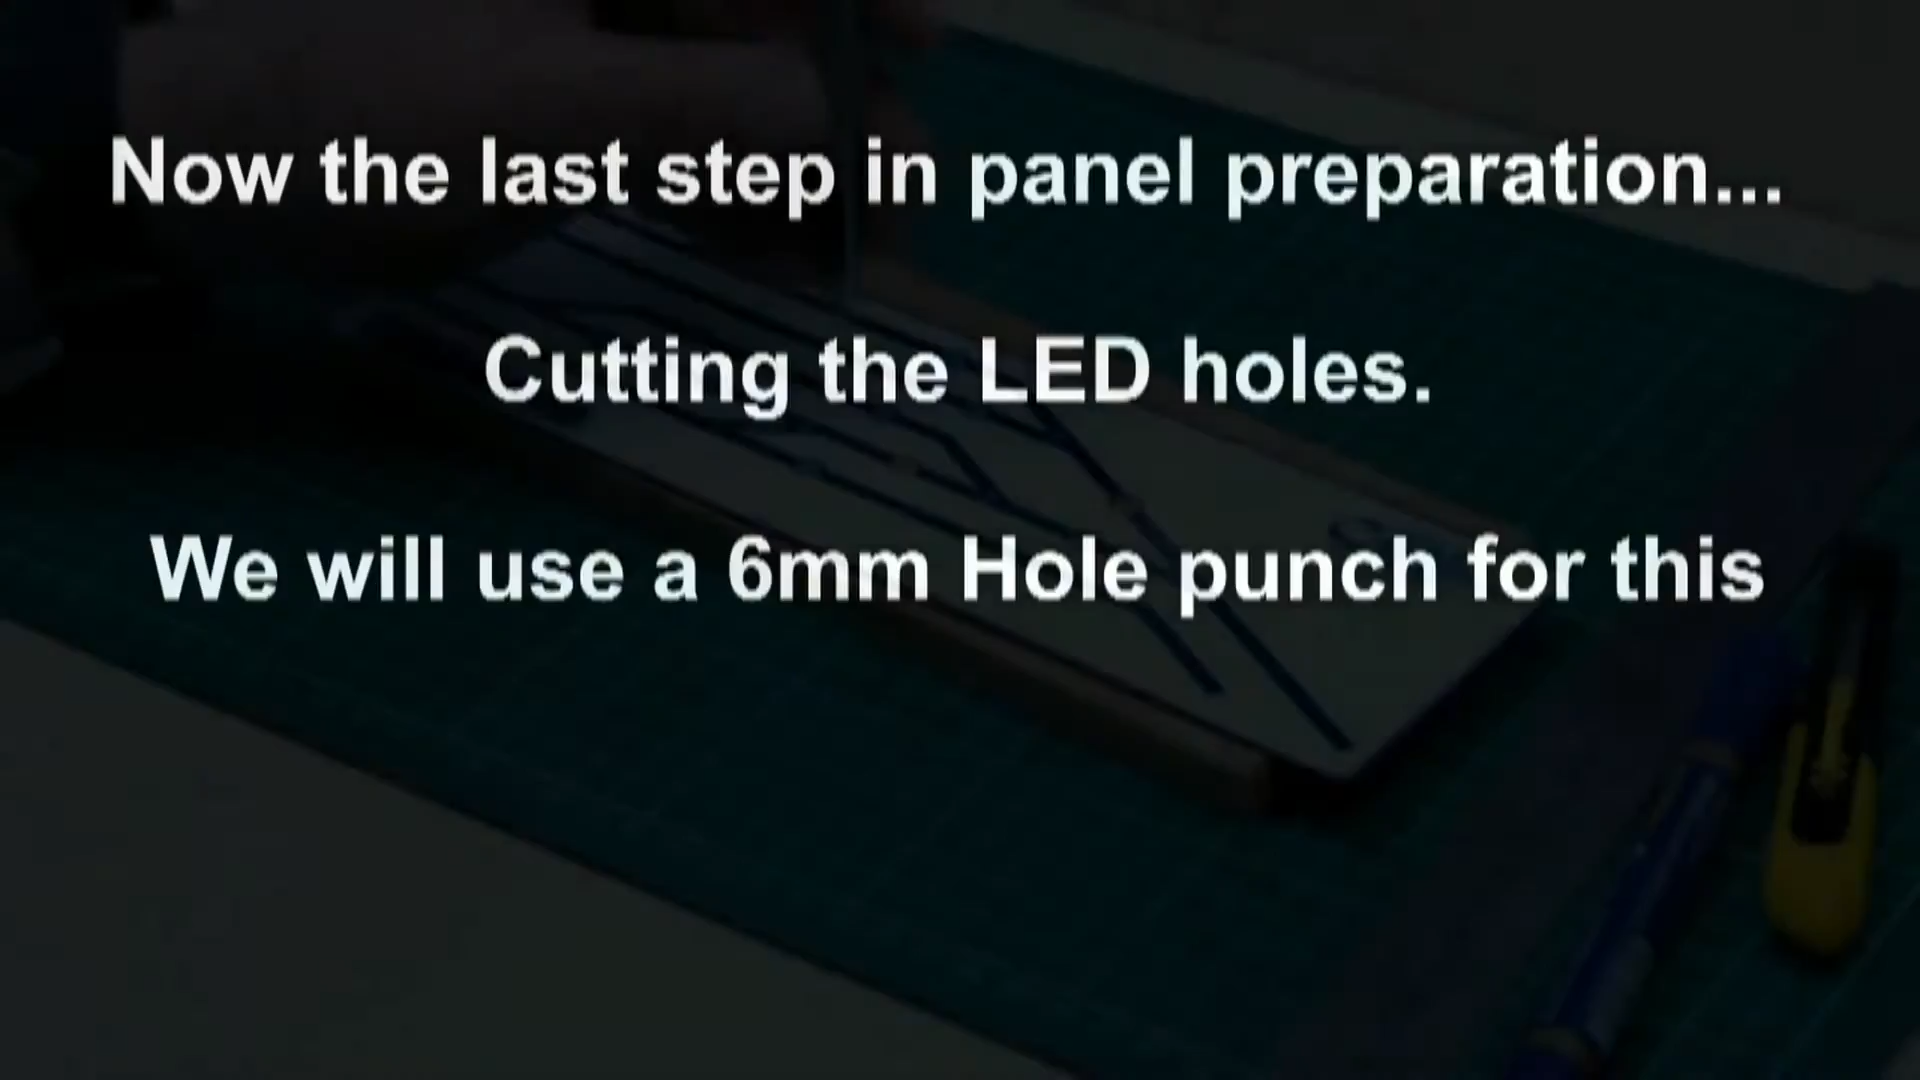 Now the last step in panel preparation...
Cutting the LED holes.
We will use a 6mm Hole punch for this